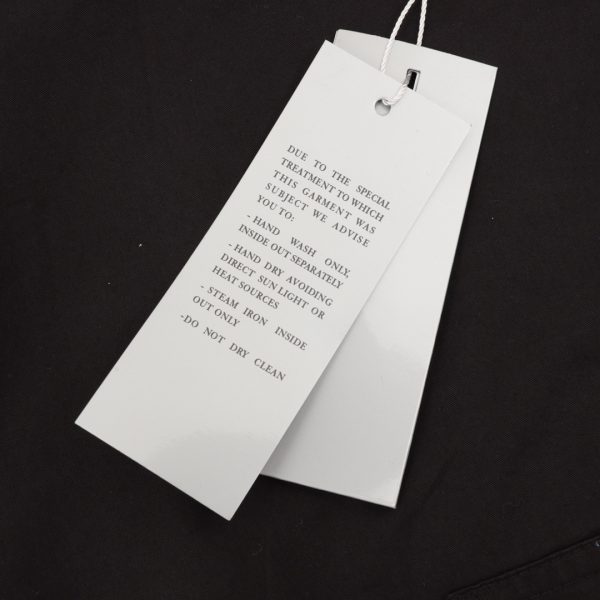 DUE TO THE SPECIAL
TREATMENT TO WHICH
THIS GARMENT WAS
SUBJECT WE ADVISE
YOU TO:
- HAND WASH ONLY,
INSIDE OUT SEPARATELY
- HAND DRY AVOIDING
DIRECT SUN LIGHT OR
HEAT SOURCES
- STEAM IRON INSIDE
OUT ONLY
-DO NOT DRY CLEAN